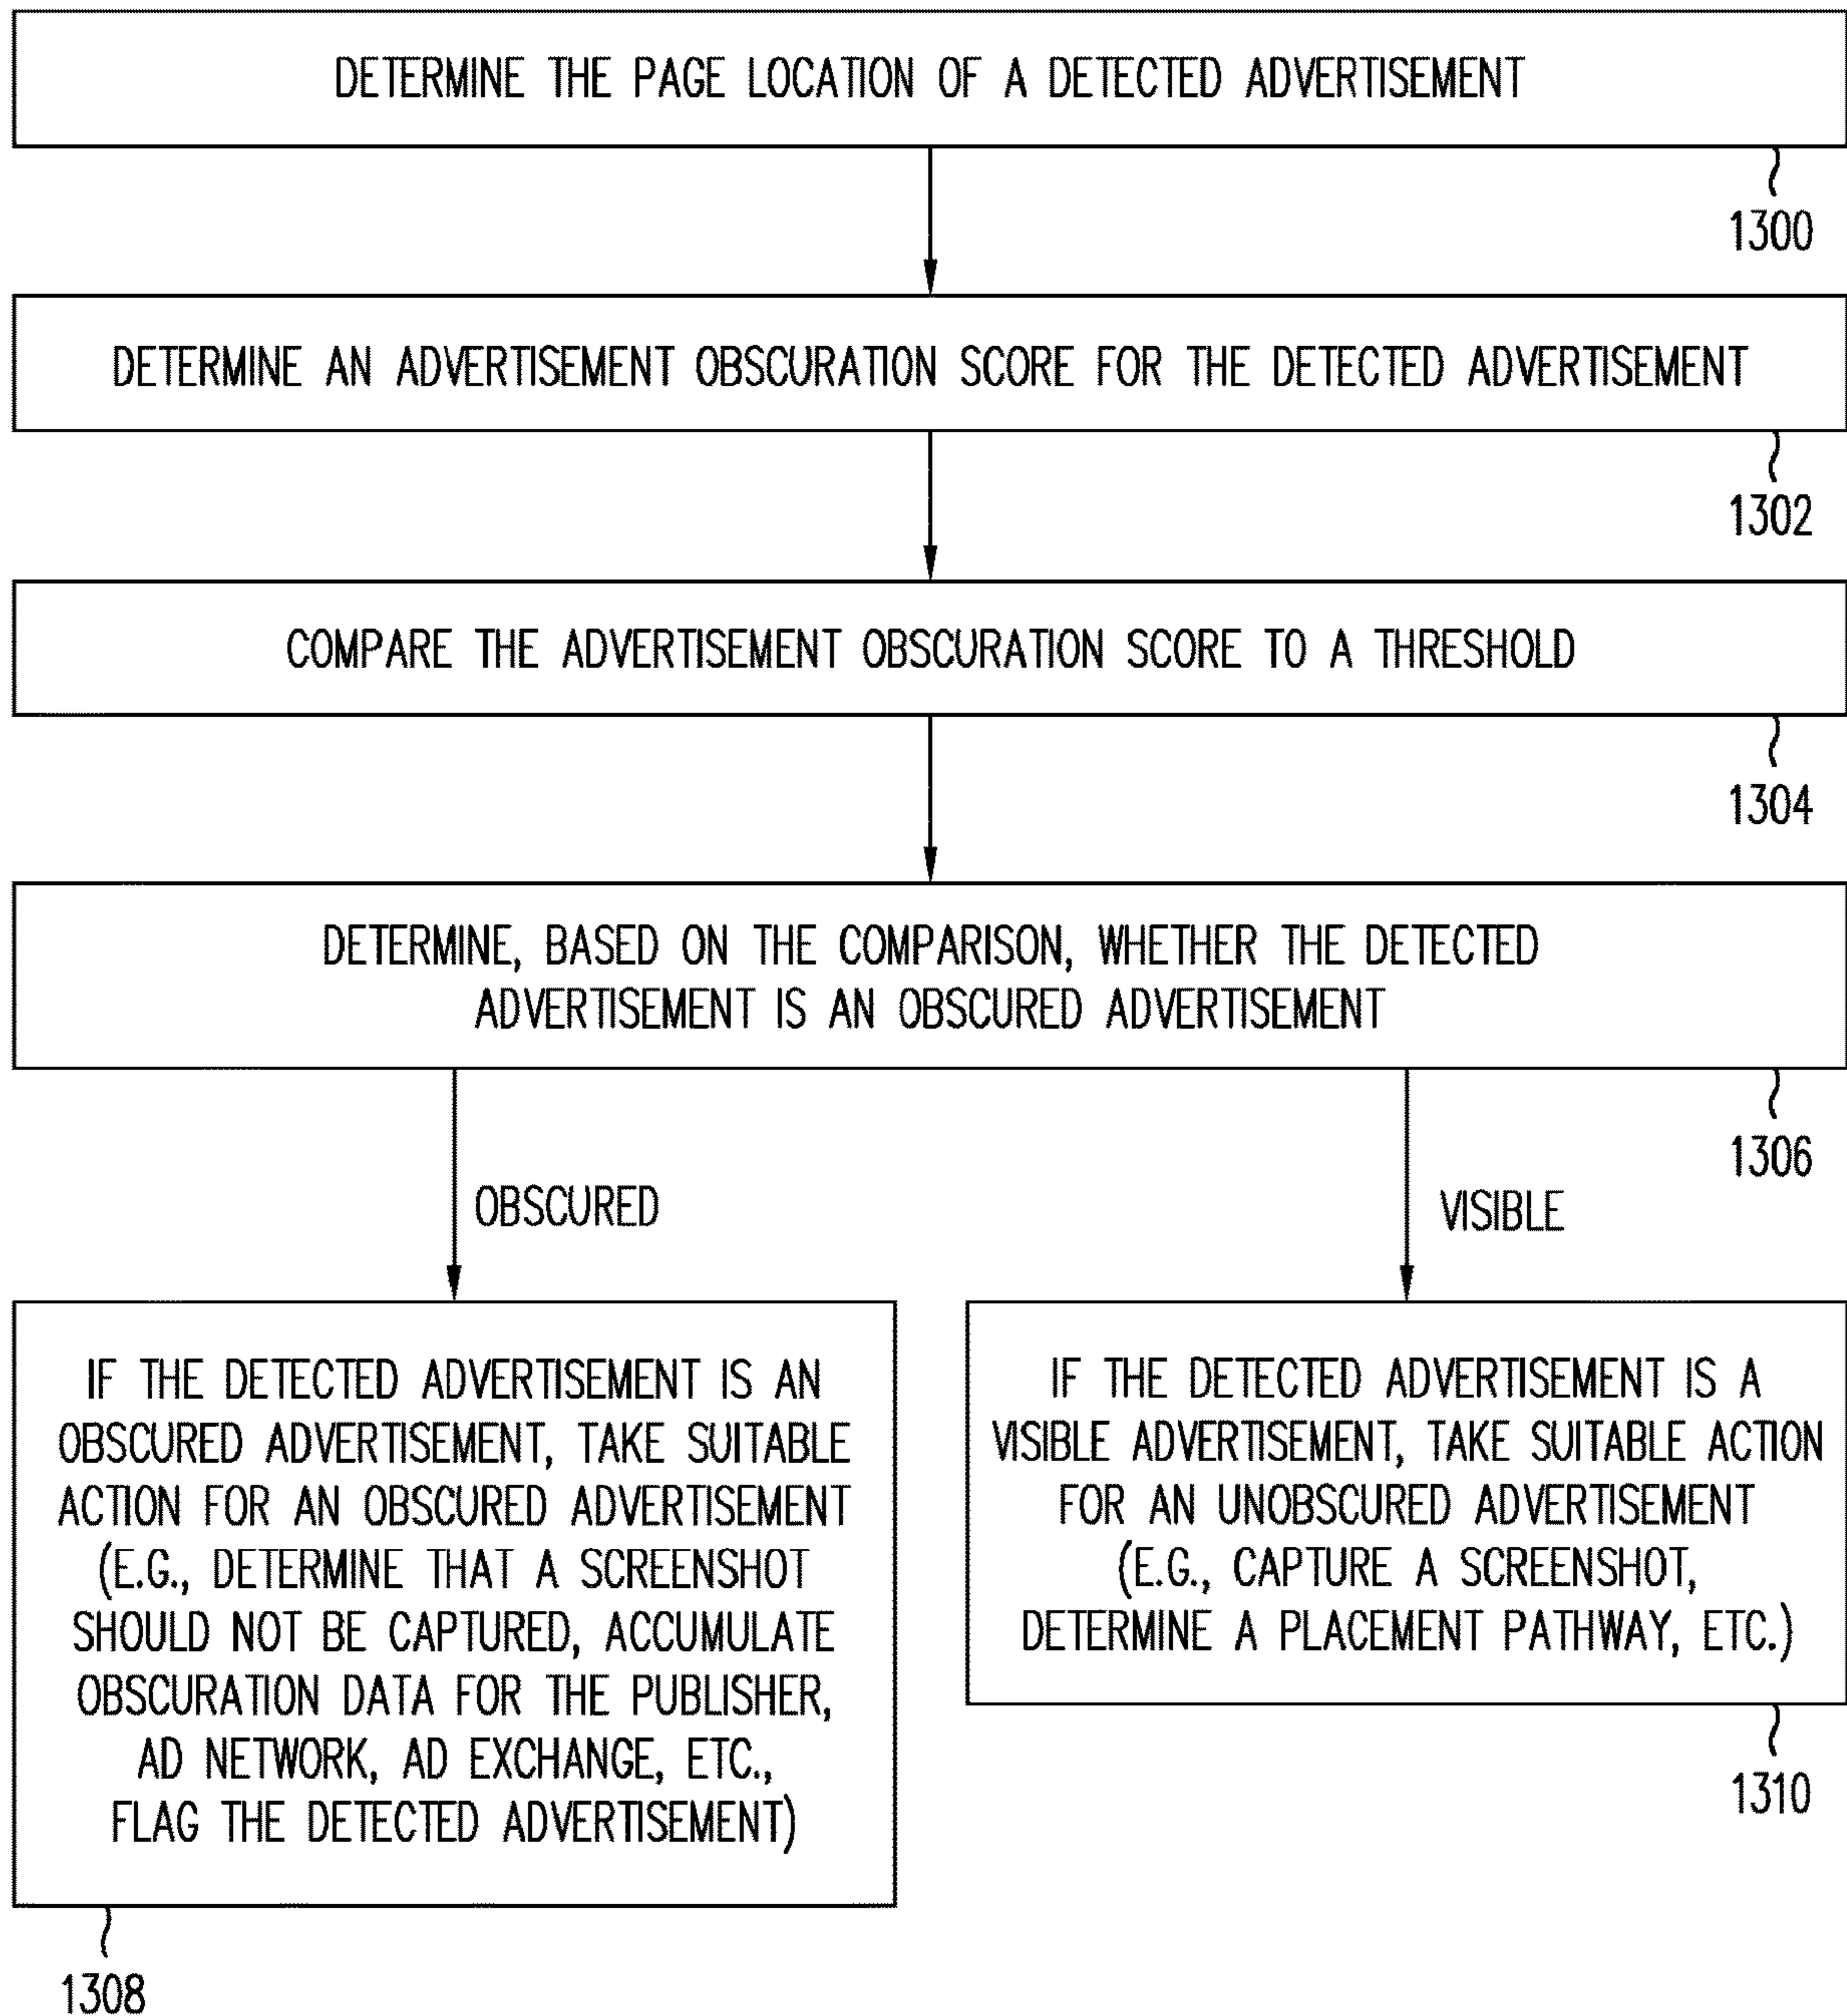 DETERMINE THE PAGE LOCATION OF A DETECTED ADVERTISEMENT
1300
DETERMINE AN ADVERTISEMENT OBSCURATION SCORE FOR THE DETECTED ADVERTISEMENT
1302
COMPARE THE ADVERTISEMENT OBSCURATION SCORE TO A THRESHOLD
1304
DETERMINE, BASED ON THE COMPARISON, WHETHER THE DETECTED
ADVERTISEMENT IS AN OBSCURED ADVERTISEMENT
1306
OBSCURED
VISIBLE
IF THE DETECTED ADVERTISEMENT IS AN
OBSCURED ADVERTISEMENT, TAKE SUITABLE
ACTION FOR AN OBSCURED ADVERTISEMENT
(E.G., DETERMINE THAT A SCREENSHOT
SHOULD NOT BE CAPTURED, ACCUMULATE
OBSCURATION DATA FOR THE PUBLISHER,
AD NETWORK, AD EXCHANGE, ETC.,
FLAG THE DETECTED ADVERTISEMENT)
1308
IF THE DETECTED ADVERTISEMENT IS A
VISIBLE ADVERTISEMENT, TAKE SUITABLE ACTION
FOR AN UNOBSCURED ADVERTISEMENT
(E.G., CAPTURE A SCREENSHOT,
DETERMINE A PLACEMENT PATHWAY, ETC.)
1310